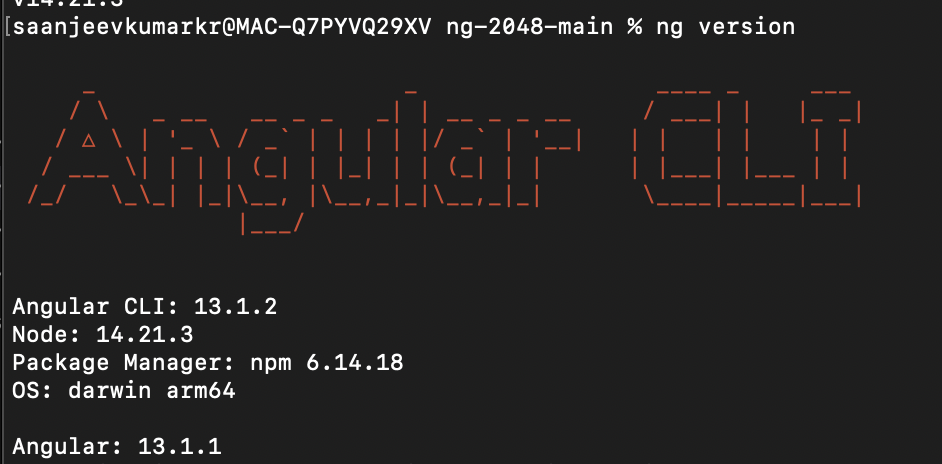 v14.21.3
[saanjeevkumarkr@MAC-Q7PYVQ29XV ng-2048-main % ng version
Angular CLI
Angular CLI: 13.1.2
Node: 14.21.3
Package Manager: npm 6.14.18
OS: darwin arm64
Angular: 13.1.1